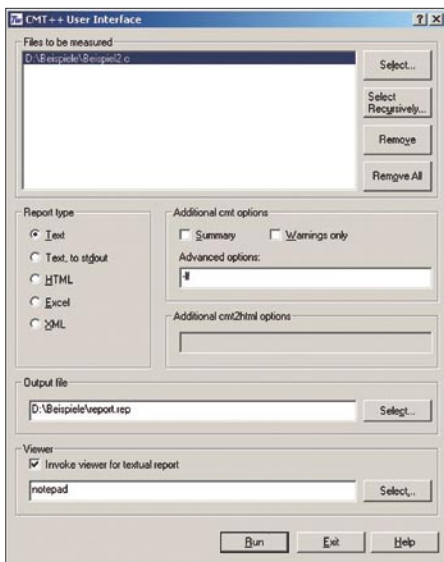 CMT++ User Interface
Files to be measured
D:\Beispiele\Beispiel2.c
Select...
Select
Recursively...
Remove
Remove All
Report type
Text
Text, to stdout
HTML
Excel
XML
Additional cmt options
Summary
Warnings only
Advanced options:
Additional cmt2html options
Output file
D:\Beispiele\report.rep
Select...
Viewer
Invoke viewer for textual report
notepad
Select...
Run
Exit
Help